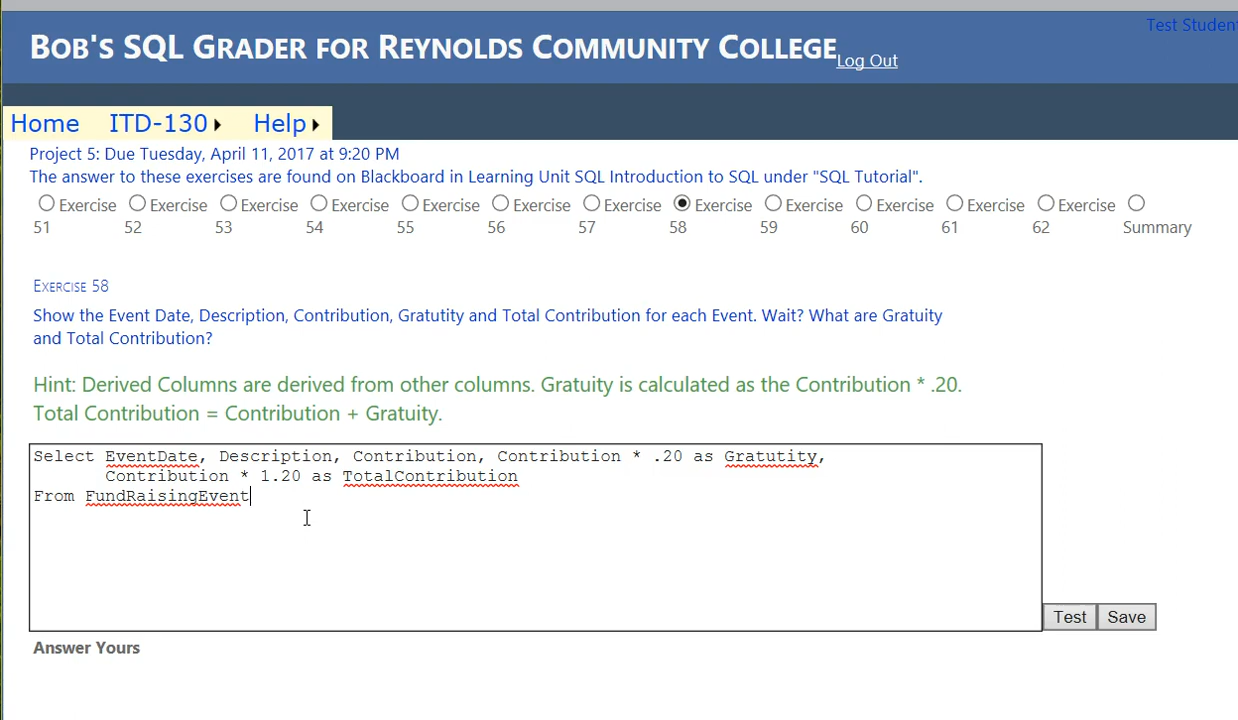 Test Student
BOB'S SQL GRADER FOR REYNOLDS COMMUNITY COLLEGE
Log Out
Home ITD-130 Help
Project 5: Due Tuesday, April 11, 2017 at 9:20 PM
The answer to these exercises are found on Blackboard in Learning Unit SQL Introduction to SQL under "SQL Tutorial".
Exercise Exercise Exercise Exercise Exercise Exercise Exercise Exercise Exercise Exercise Exercise Exercise
51 52 53 54 55 56 57 58 59 60 61 62 Summary
EXERCISE 58
Show the Event Date, Description, Contribution, Gratutity and Total Contribution for each Event. Wait? What are Gratuity
and Total Contribution?
Hint: Derived Columns are derived from other columns. Gratuity is calculated as the Contribution * .20.
Total Contribution = Contribution + Gratuity.
Select EventDate, Description, Contribution, Contribution * .20 as Gratutity,
Contribution * 1.20 as TotalContribution
From FundRaisingEvent
Test Save
Answer Yours